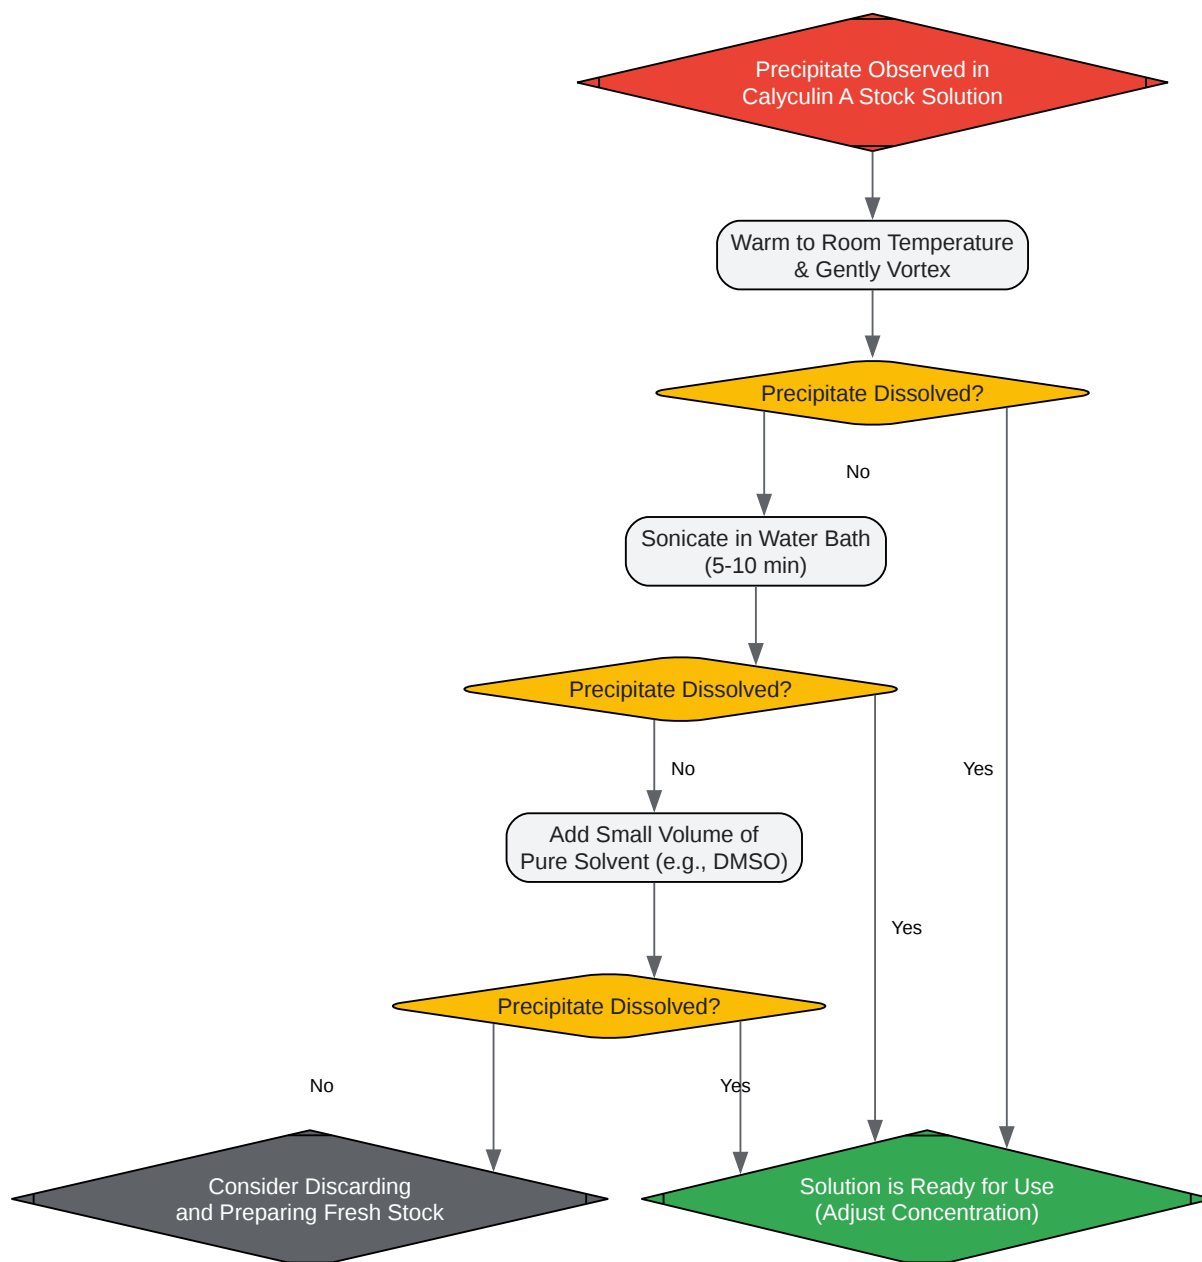 Precipitate Observed in
Calyculin A Stock Solution
Warm to Room Temperature
& Gently Vortex
Precipitate Dissolved?
No
Sonicate in Water Bath
(5-10 min)
Precipitate Dissolved?
No
Yes
Add Small Volume of
Pure Solvent (e.g., DMSO)
Yes
Precipitate Dissolved?
No
Yes
Consider Discarding
and Preparing Fresh Stock
Solution is Ready for Use
(Adjust Concentration)